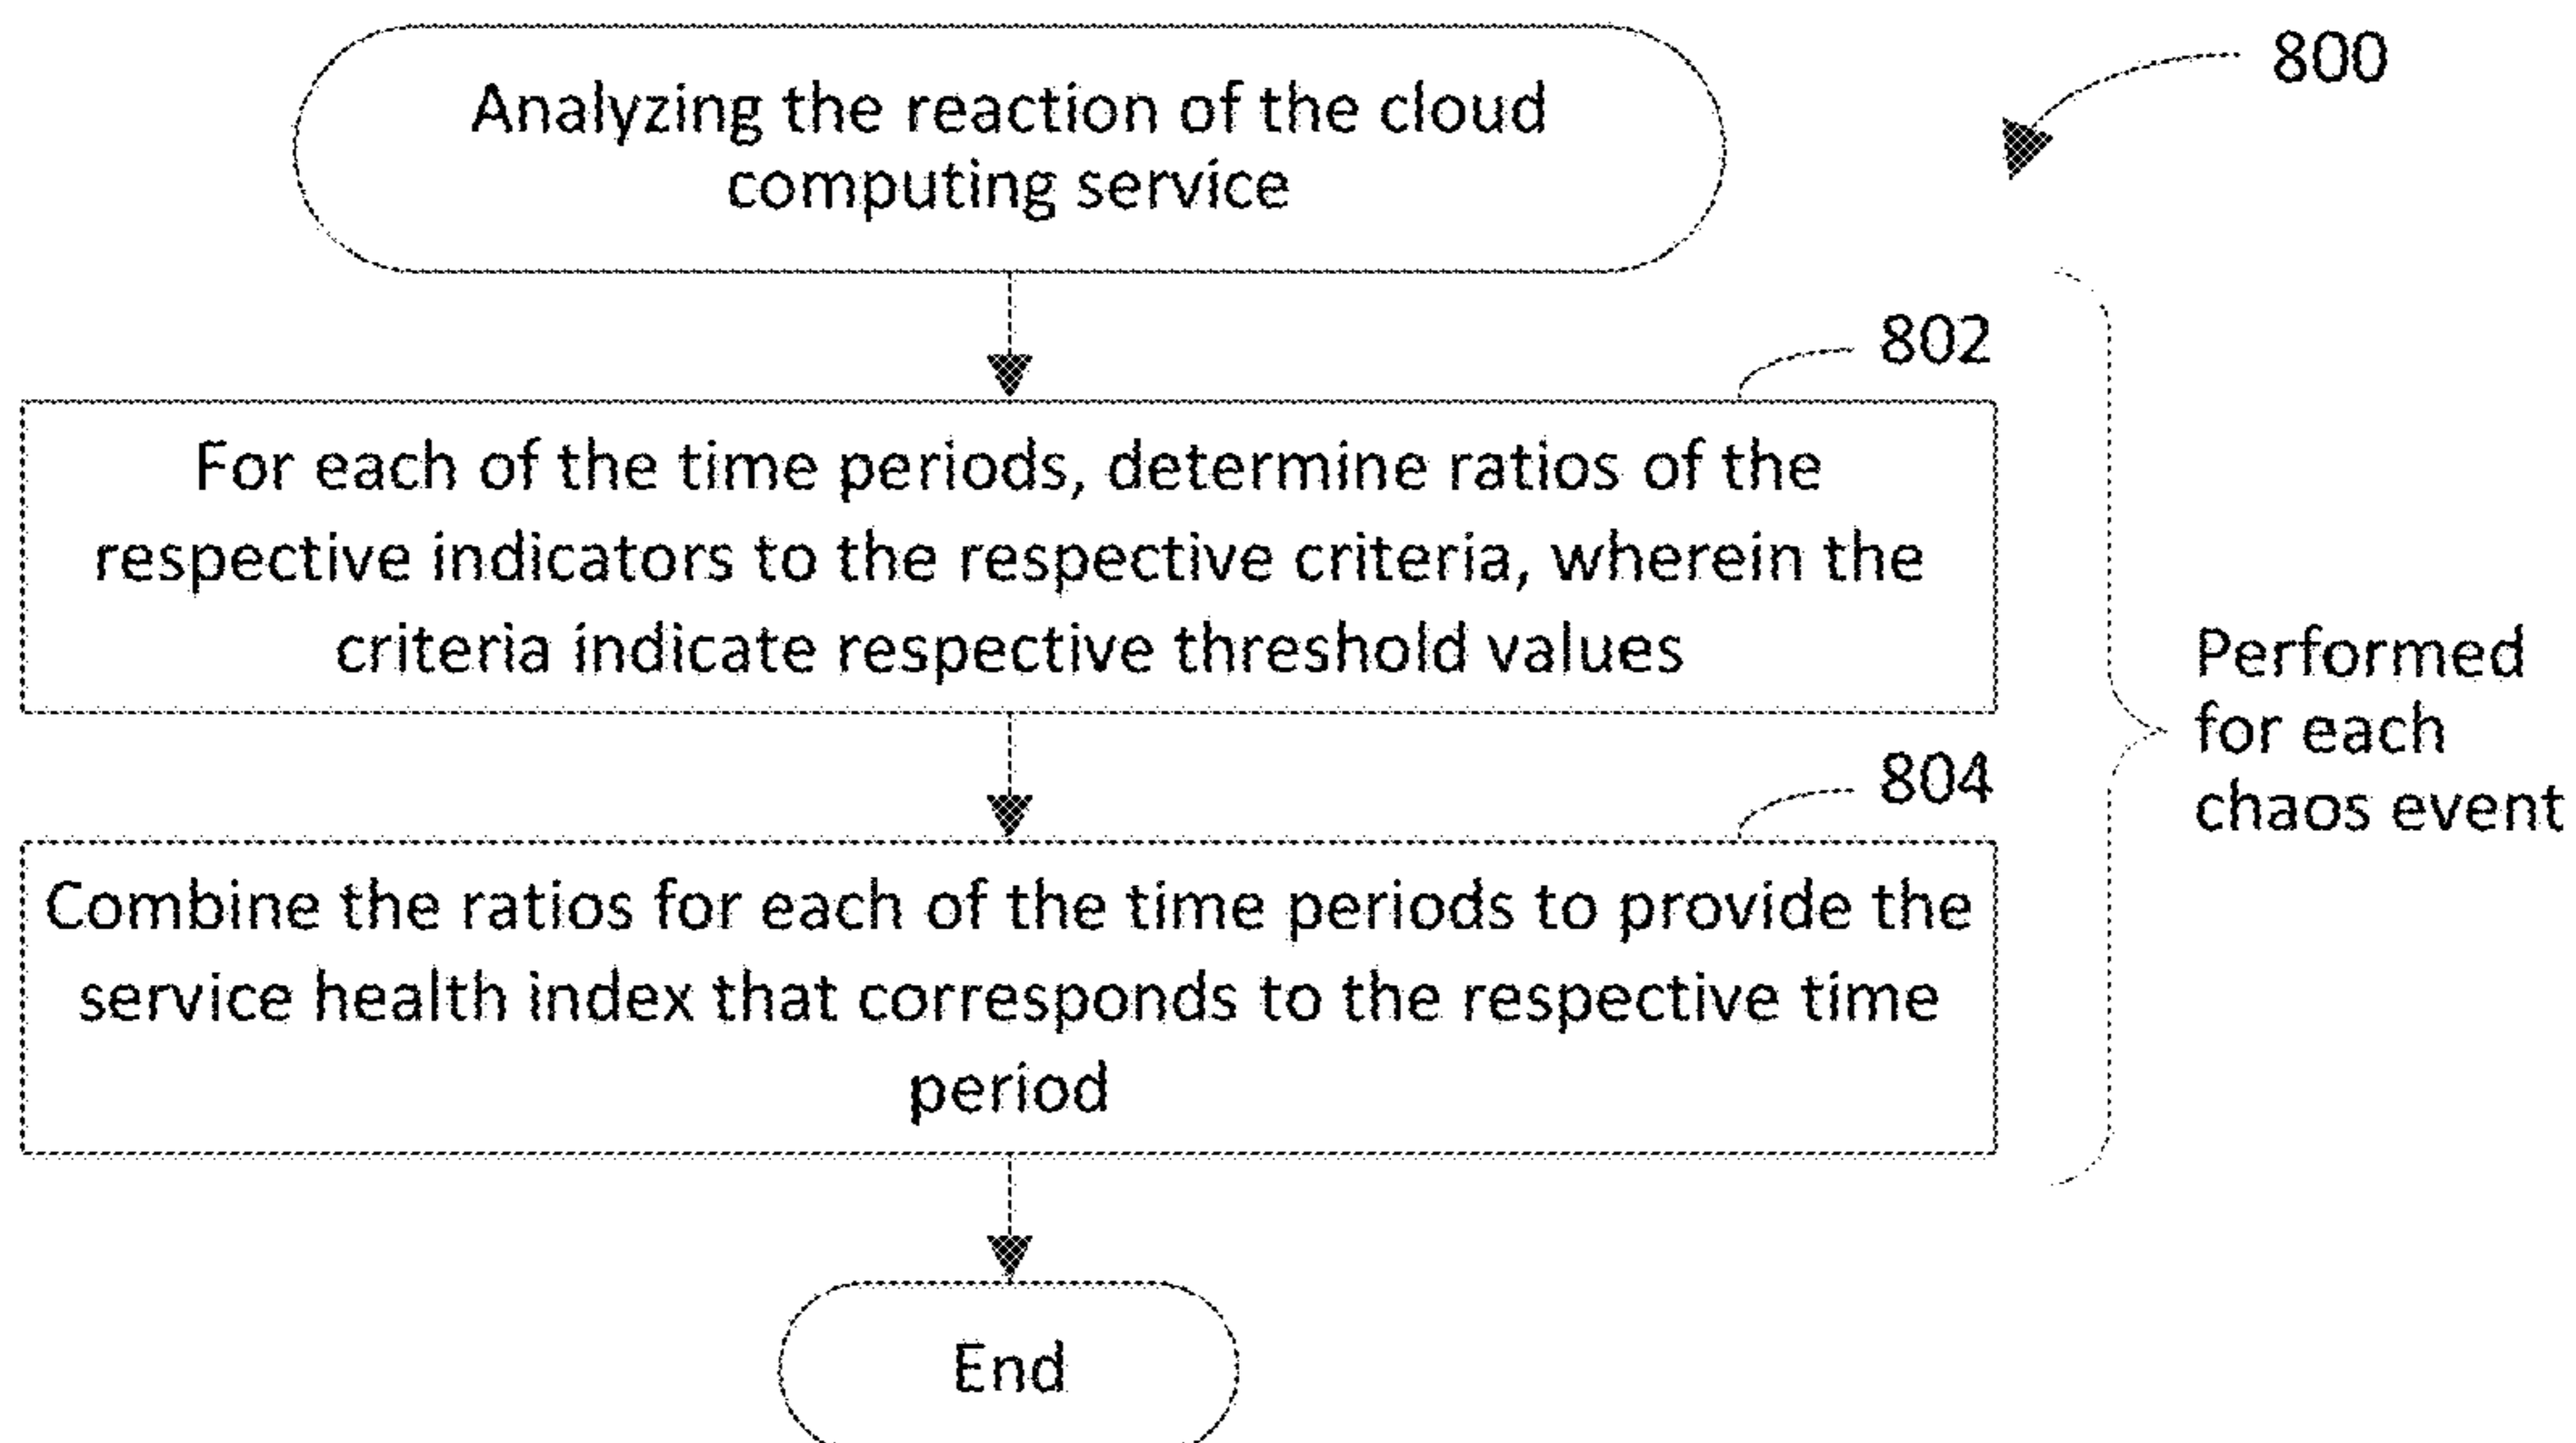 Analyzing the reaction of the cloud
computing service
800
802
For each of the time periods, determine ratios of the
respective indicators to the respective criteria, wherein the
criteria indicate respective threshold values
Performed
for each
chaos event
804
Combine the ratios for each of the time periods to provide the
service health index that corresponds to the respective time
period
End